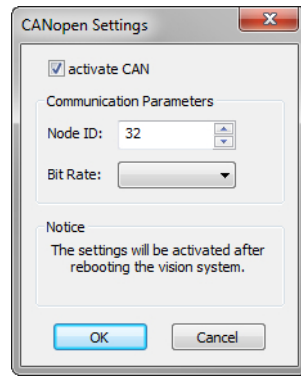 CANopen Settings
activate CAN
Communication Parameters
Node ID: 32
Bit Rate:
Notice
The settings will be activated after
rebooting the vision system.
OK Cancel